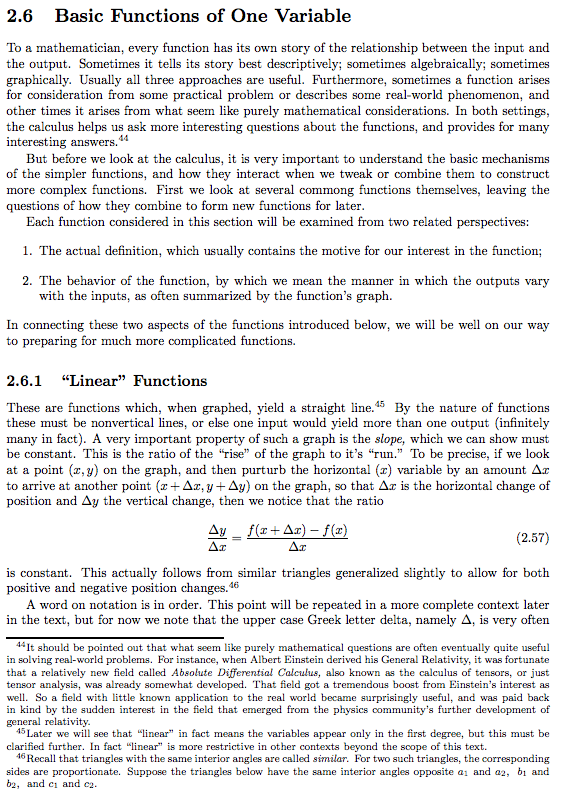 2.6 Basic Functions of One Variable
To a mathematician, every function has its own story of the relationship between the input and
the output. Sometimes it tells its story best descriptively; sometimes algebraically; sometimes
graphically. Usually all three approaches are useful. Furthermore, sometimes a function arises
for consideration from some practical problem or describes some real-world phenomenon, and
other times it arises from what seem like purely mathematical considerations. In both settings,
the calculus helps us ask more interesting questions about the functions, and provides for many
interesting answers.⁴⁴
But before we look at the calculus, it is very important to understand the basic mechanisms
of the simpler functions, and how they interact when we tweak or combine them to construct
more complex functions. First we look at several commong functions themselves, leaving the
questions of how they combine to form new functions for later.
Each function considered in this section will be examined from two related perspectives:
1. The actual definition, which usually contains the motive for our interest in the function;
2. The behavior of the function, by which we mean the manner in which the outputs vary
with the inputs, as often summarized by the function's graph.
In connecting these two aspects of the functions introduced below, we will be well on our way
to preparing for much more complicated functions.
2.6.1 "Linear" Functions
These are functions which, when graphed, yield a straight line.⁴⁵ By the nature of functions
these must be nonvertical lines, or else one input would yield more than one output (infinitely
many in fact). A very important property of such a graph is the slope, which we can show must
be constant. This is the ratio of the "rise" of the graph to it's "run." To be precise, if we look
at a point (x, y) on the graph, and then purturb the horizontal (x) variable by an amount Δx
to arrive at another point (x + Δx, y + Δy) on the graph, so that Δx is the horizontal change of
position and Δy the vertical change, then we notice that the ratio
Δy/Δx = (f(x + Δx) − f(x))/Δx (2.57)
is constant. This actually follows from similar triangles generalized slightly to allow for both
positive and negative position changes.⁴⁶
A word on notation is in order. This point will be repeated in a more complete context later
in the text, but for now we note that the upper case Greek letter delta, namely Δ, is very often
⁴⁴It should be pointed out that what seem like purely mathematical questions are often eventually quite useful
in solving real-world problems. For instance, when Albert Einstein derived his General Relativity, it was fortunate
that a relatively new field called Absolute Differential Calculus, also known as the calculus of tensors, or just
tensor analysis, was already somewhat developed. That field got a tremendous boost from Einstein's interest as
well. So a field with little known application to the real world became surprisingly useful, and was paid back
in kind by the sudden interest in the field that emerged from the physics community's further development of
general relativity.
⁴⁵Later we will see that "linear" in fact means the variables appear only in the first degree, but this must be
clarified further. In fact "linear" is more restrictive in other contexts beyond the scope of this text.
⁴⁶Recall that triangles with the same interior angles are called similar. For two such triangles, the corresponding
sides are proportionate. Suppose the triangles below have the same interior angles opposite a₁ and a₂, b₁ and
b₂, and c₁ and c₂.